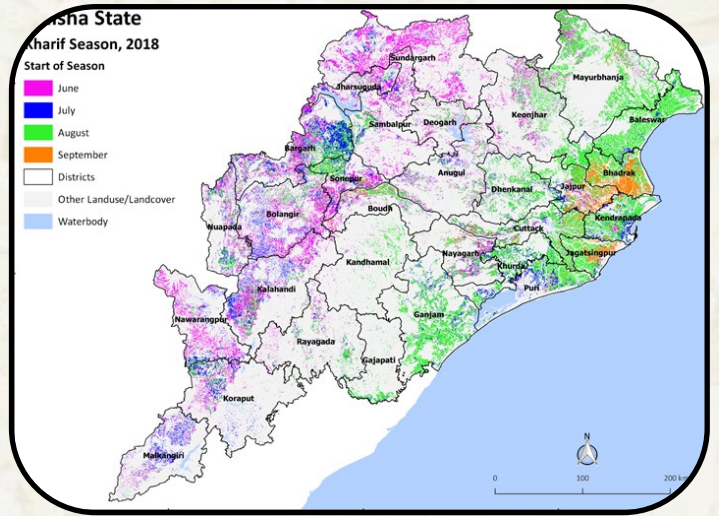 isha State
Kharif Season, 2018
Start of Season
June
July
August
September
Districts
Other Landuse/Landcover
Waterbody
Sundargarh
Jharsuguda
Mayurbhanja
Keonjhar
Baleswar
Sambalpur
Deogarh
Bargarh
Anugul
Bhadrak
Sonepur
Jajpur
Dhenkanal
Boudh
Bolangir
Kendrapada
Nuapada
Cuttack
Nayagarh
Jagatsingpur
Kandhamal
Khurda
Puri
Kalahandi
Ganjam
Nawarangpur
Rayagada
Gajapati
Koraput
Malkangiri
N
0 100 200 km